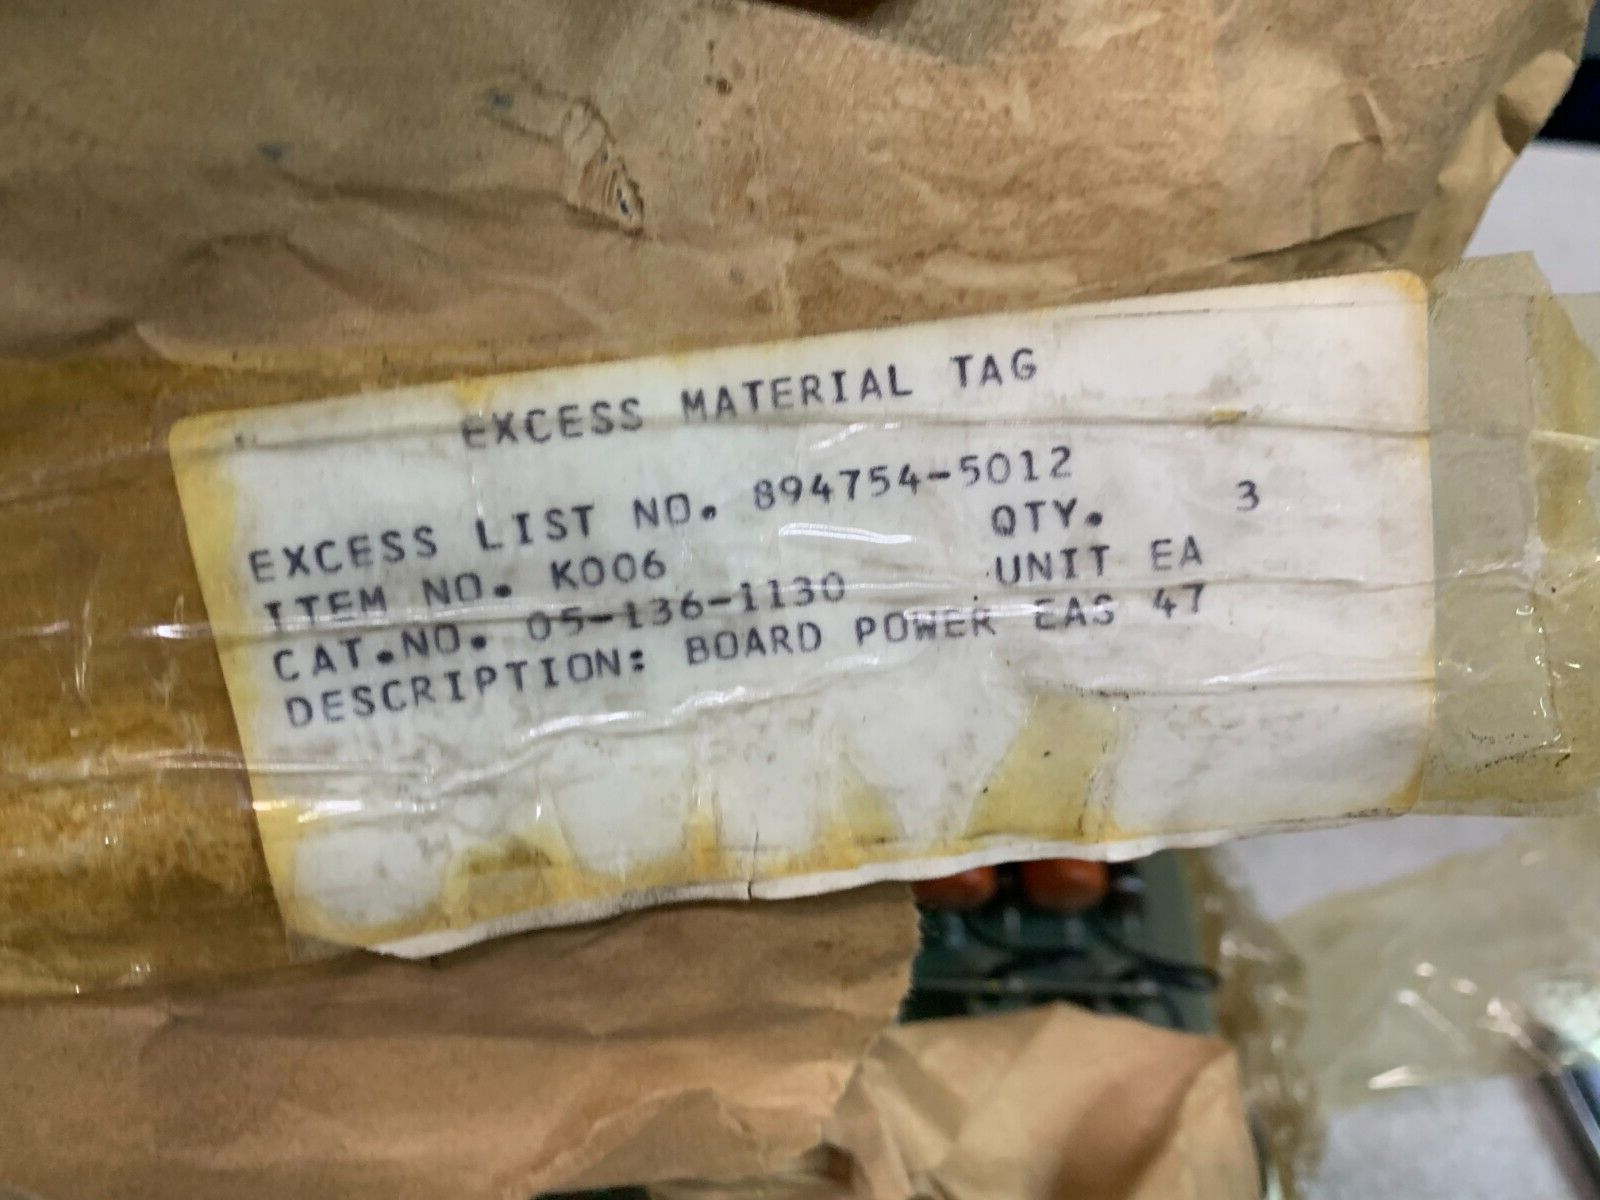 EXCESS MATERIAL TAG
EXCESS LIST NO. 894754-5012
ITEM NO. K006 QTY. 3
CAT.NO. 05-136-1130 UNIT EA
DESCRIPTION: BOARD POWER EAS 47